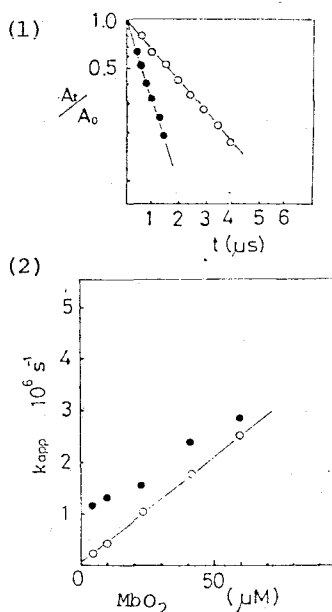 (1)
1.0
0.5
At/Ao
1 2 3 4 5 6
t (μs)
(2)
5
4
3
2
1
kapp 10⁶ s⁻¹
0 50
MbO₂ (μM)